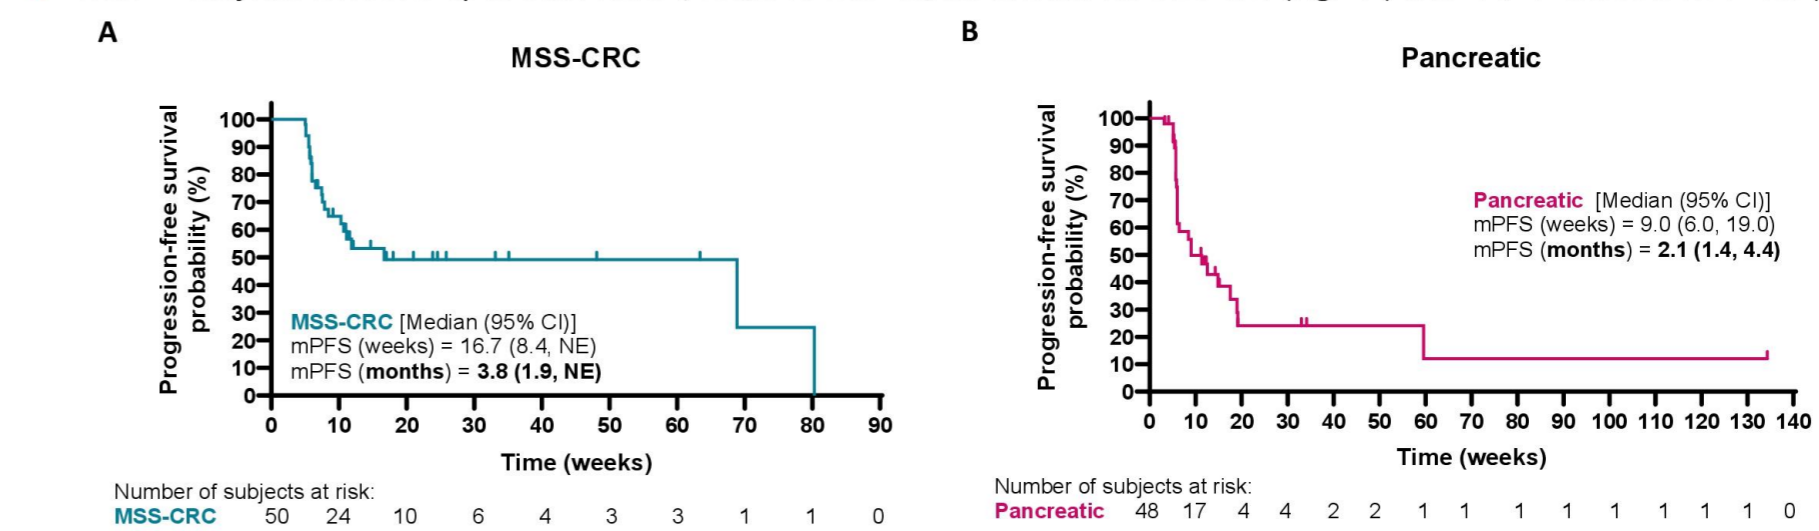 A
MSS-CRC
Progression-free survival
probability (%)
100
90
80
70
60
50
40
30
20
10
0
MSS-CRC [Median (95% CI)]
mPFS (weeks) = 16.7 (8.4, NE)
mPFS (months) = 3.8 (1.9, NE)
0 10 20 30 40 50 60 70 80 90
Time (weeks)
Number of subjects at risk:
MSS-CRC 50 24 10 6 4 3 3 1 1 0
B
Pancreatic
Progression-free survival
probability (%)
100
90
80
70
60
50
40
30
20
10
0
Pancreatic [Median (95% CI)]
mPFS (weeks) = 9.0 (6.0, 19.0)
mPFS (months) = 2.1 (1.4, 4.4)
0 10 20 30 40 50 60 70 80 90 100 110 120 130 140
Time (weeks)
Number of subjects at risk:
Pancreatic 48 17 4 4 2 2 1 1 1 1 1 1 1 1 0